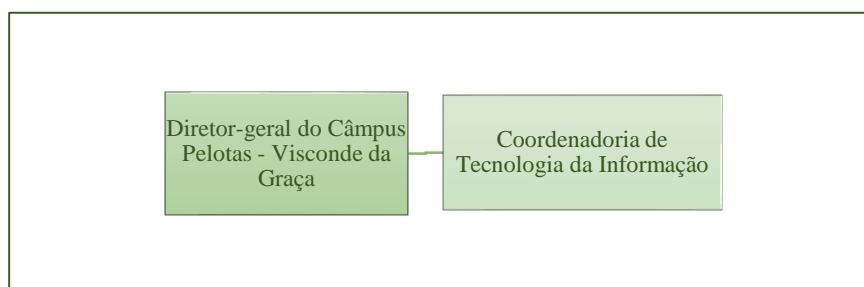 Diretor-geral do Câmpus
Pelotas - Visconde da
Graça
Coordenadoria de
Tecnologia da Informação